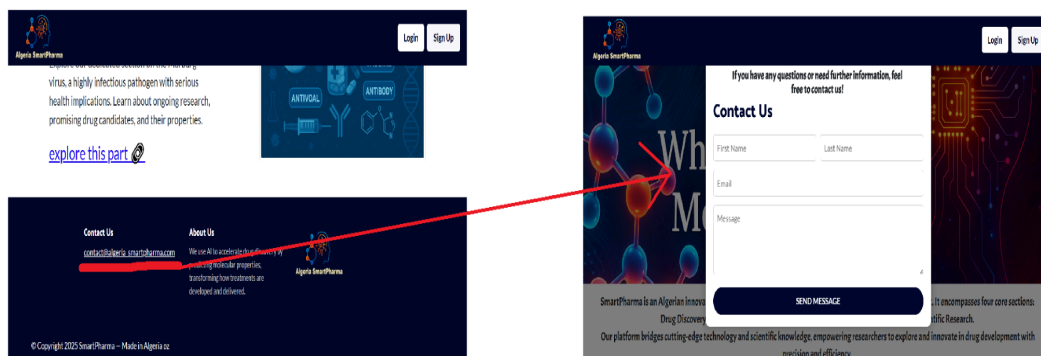 Algeria SmartPharma
Login
Sign Up
virus, a highly infectious pathogen with serious
health implications. Learn about ongoing research,
promising drug candidates, and their properties.
explore this part
ANTIVOAL
ANTIBODY
Contact Us
contact@algeria_smartpharma.com
About Us
We use AI to accelerate drug discovery by
predicting molecular properties,
transforming how treatments are
developed and delivered.
Algeria SmartPharma
© Copyright 2025 SmartPharma – Made in Algeria oz
Algeria SmartPharma
Login
Sign Up
If you have any questions or need further information, feel
free to contact us!
Contact Us
First Name
Last Name
Email
Message
SEND MESSAGE
Wh
M
SmartPharma is an Algerian innova
. It encompasses four core sections:
Drug Discovery
tific Research.
Our platform bridges cutting-edge technology and scientific knowledge, empowering researchers to explore and innovate in drug development with
precision and efficiency